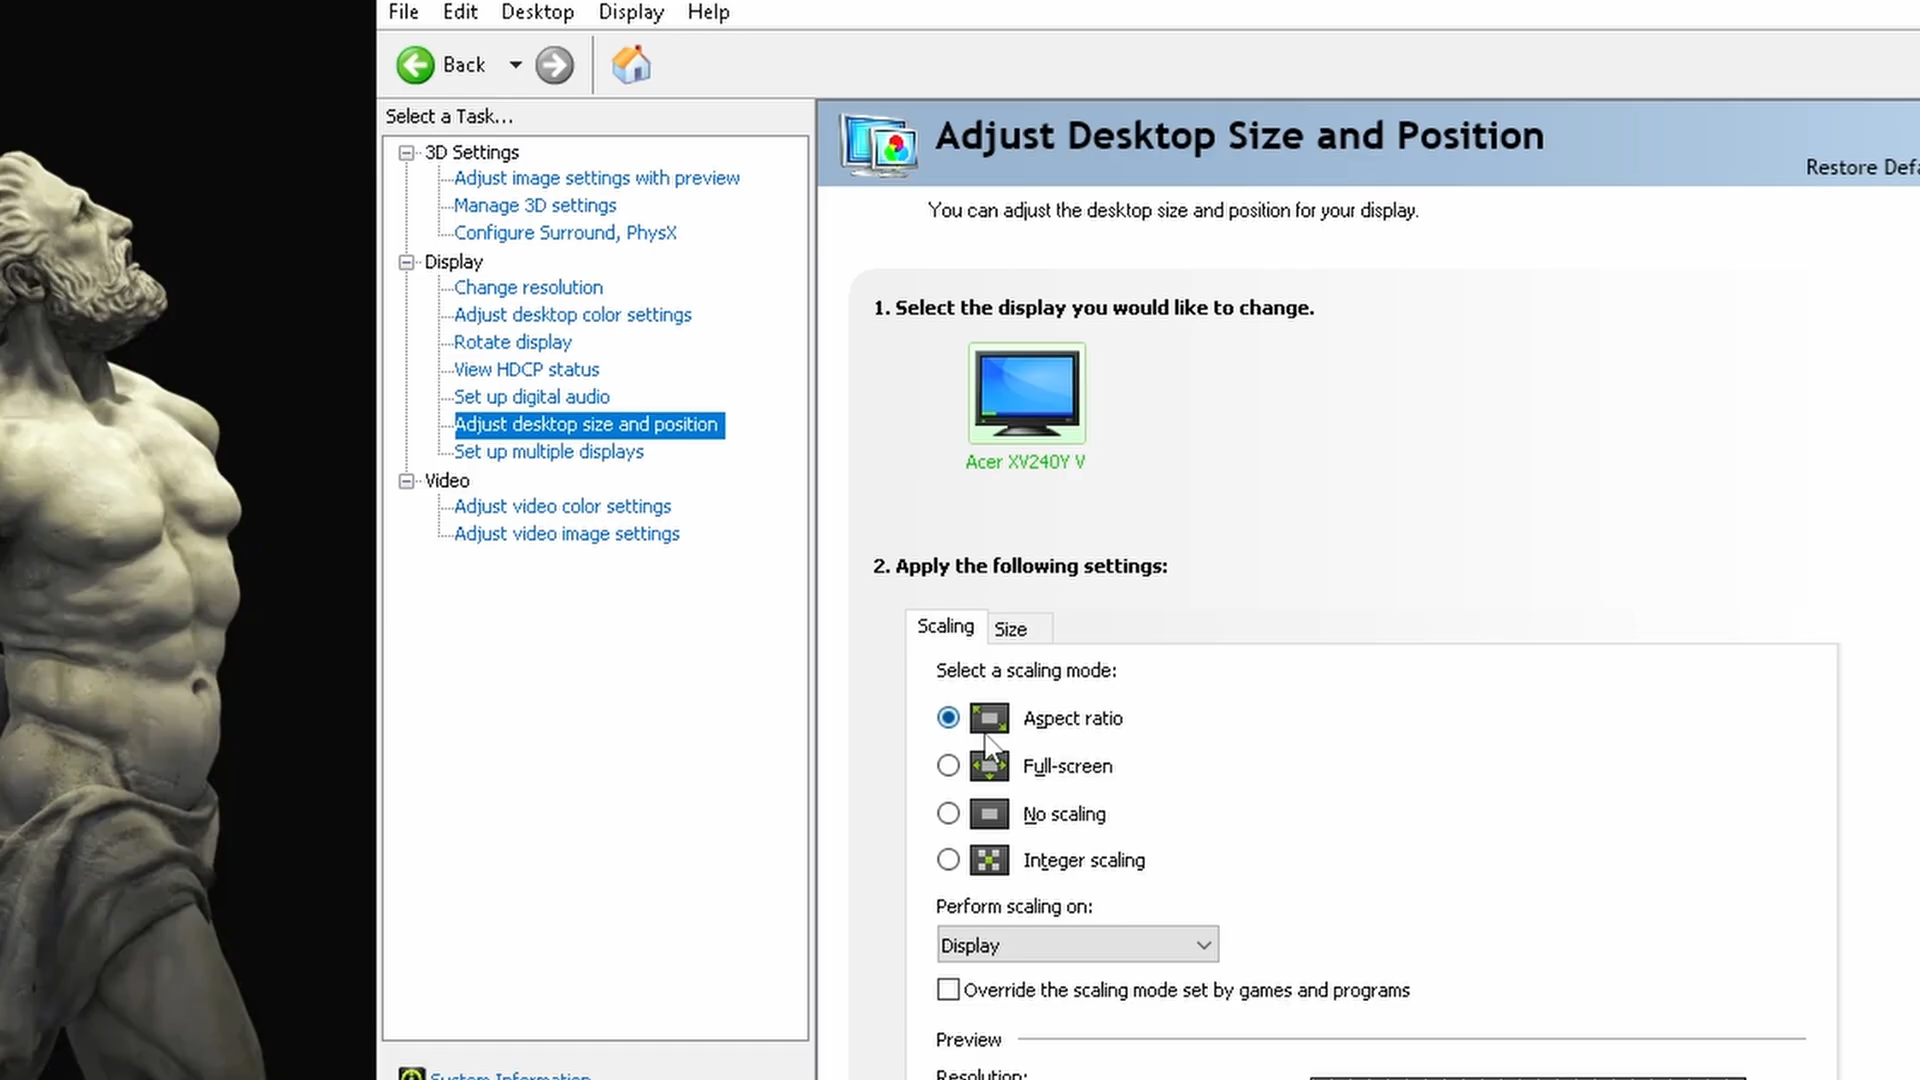 File Edit Desktop Display Help
Back
Select a Task...
3D Settings
Adjust image settings with preview
Manage 3D settings
Configure Surround, PhysX
Display
Change resolution
Adjust desktop color settings
Rotate display
View HDCP status
Set up digital audio
Adjust desktop size and position
Set up multiple displays
Video
Adjust video color settings
Adjust video image settings
System Information
Adjust Desktop Size and Position
Restore Defa
You can adjust the desktop size and position for your display.
1. Select the display you would like to change.
Acer XV240Y V
2. Apply the following settings:
Scaling Size
Select a scaling mode:
Aspect ratio
Full-screen
No scaling
Integer scaling
Perform scaling on:
Display
Override the scaling mode set by games and programs
Preview
Resolution: